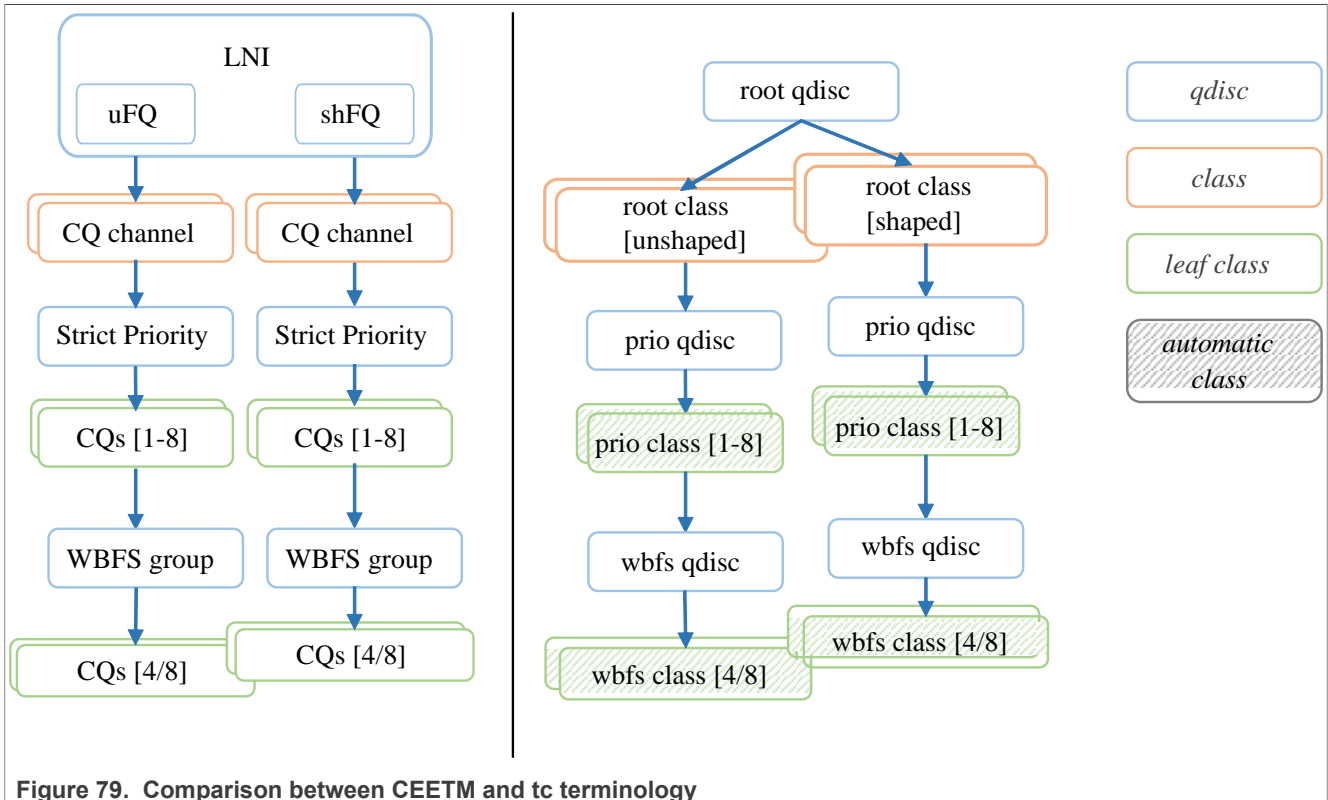 LNI
uFQ
shFQ
CQ channel
CQ channel
Strict Priority
Strict Priority
CQs [1-8]
CQs [1-8]
WBFS group
WBFS group
CQs [4/8]
CQs [4/8]
root qdisc
root class
[unshaped]
root class
[shaped]
prio qdisc
prio qdisc
prio class [1-8]
prio class [1-8]
wbfs qdisc
wbfs qdisc
wbfs class [4/8]
wbfs class [4/8]
qdisc
class
leaf class
automatic
class
Figure 79. Comparison between CEETM and tc terminology